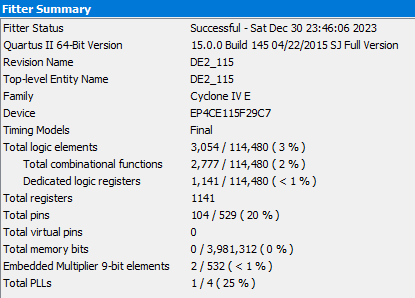 Fitter Summary
Fitter Status Successful - Sat Dec 30 23:46:06 2023
Quartus II 64-Bit Version 15.0.0 Build 145 04/22/2015 SJ Full Version
Revision Name DE2_115
Top-level Entity Name DE2_115
Family Cyclone IV E
Device EP4CE115F29C7
Timing Models Final
Total logic elements 3,054 / 114,480 ( 3 % )
Total combinational functions 2,777 / 114,480 ( 2 % )
Dedicated logic registers 1,141 / 114,480 ( < 1 % )
Total registers 1141
Total pins 104 / 529 ( 20 % )
Total virtual pins 0
Total memory bits 0 / 3,981,312 ( 0 % )
Embedded Multiplier 9-bit elements 2 / 532 ( < 1 % )
Total PLLs 1 / 4 ( 25 % )